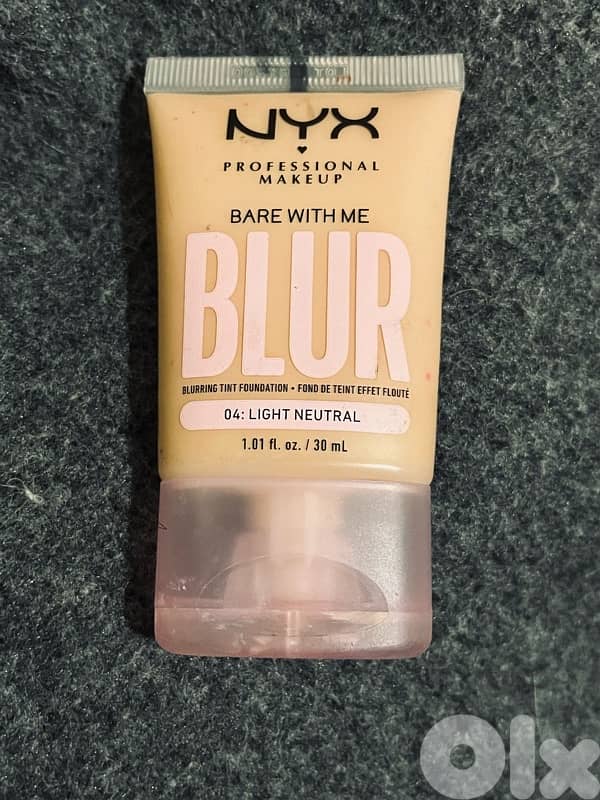 NYX
PROFESSIONAL
MAKEUP
BARE WITH ME
BLUR
BLURRING TINT FOUNDATION • FOND DE TEINT EFFET FLOUTÉ
04: LIGHT NEUTRAL
1.01 fl. oz. / 30 mL
Olx